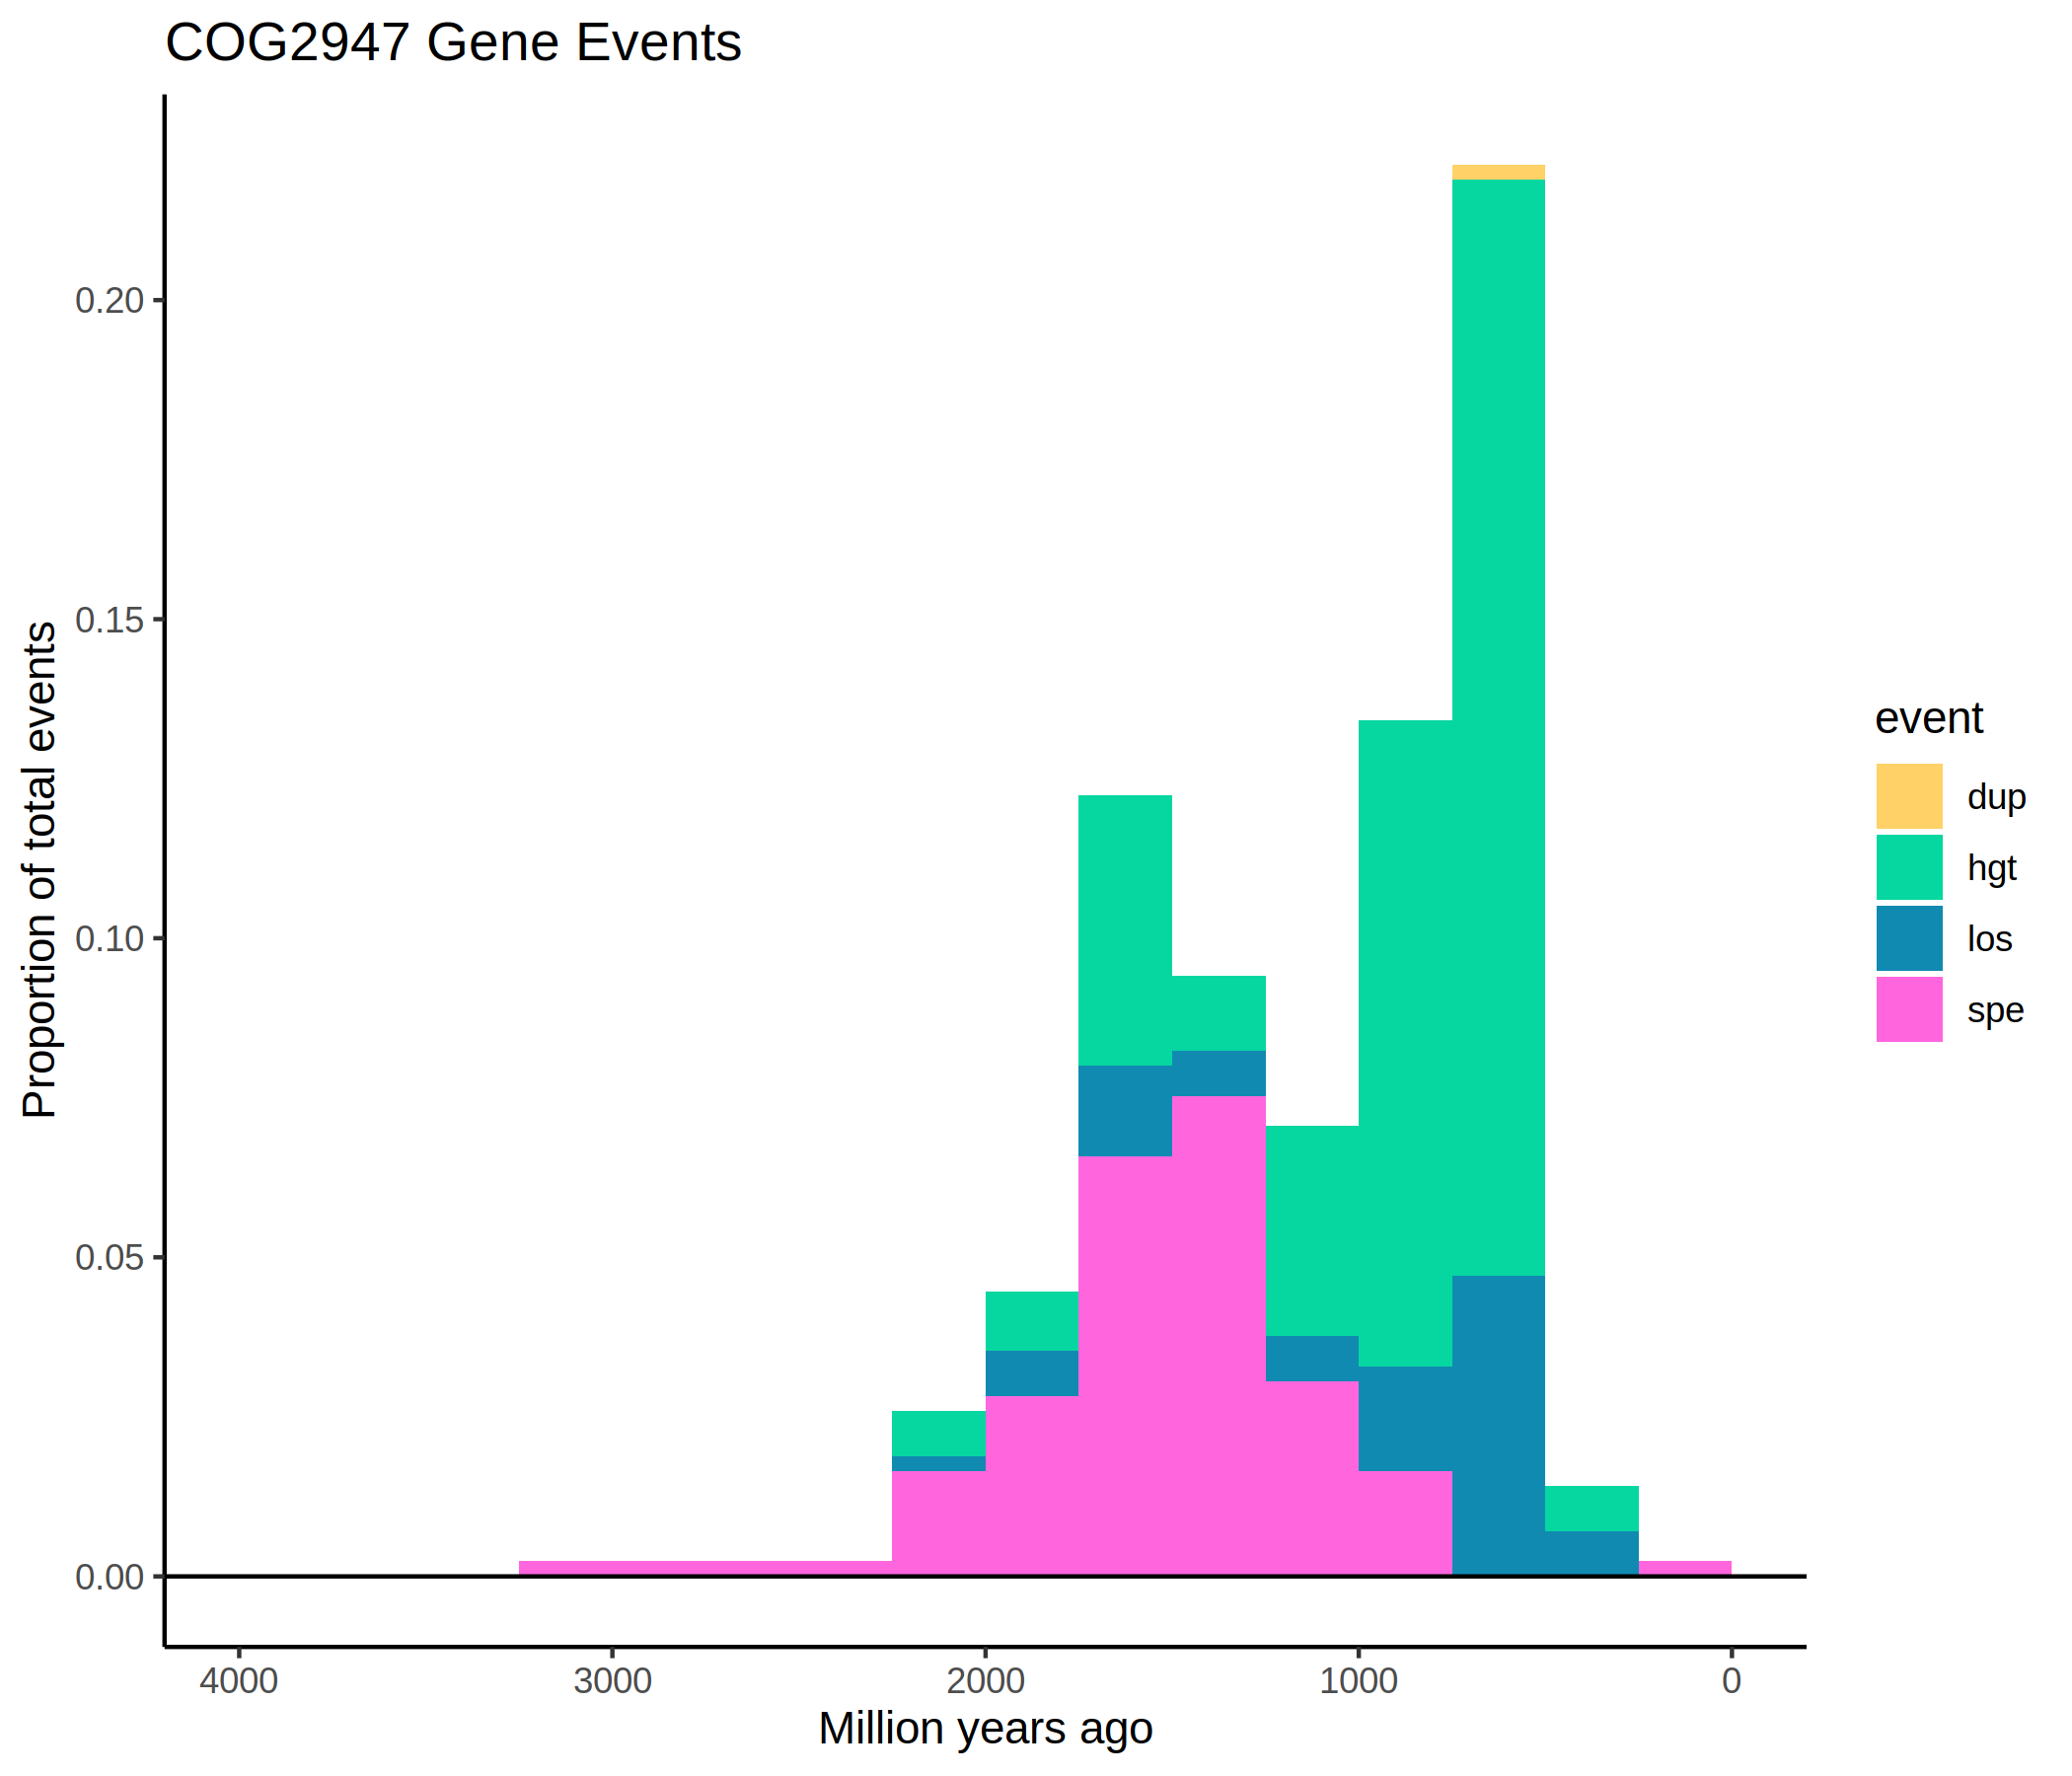 COG2947 Gene Events
Proportion of total events
0.20
0.15
0.10
0.05
0.00
4000 3000 2000 1000 0
Million years ago
event
dup
hgt
los
spe